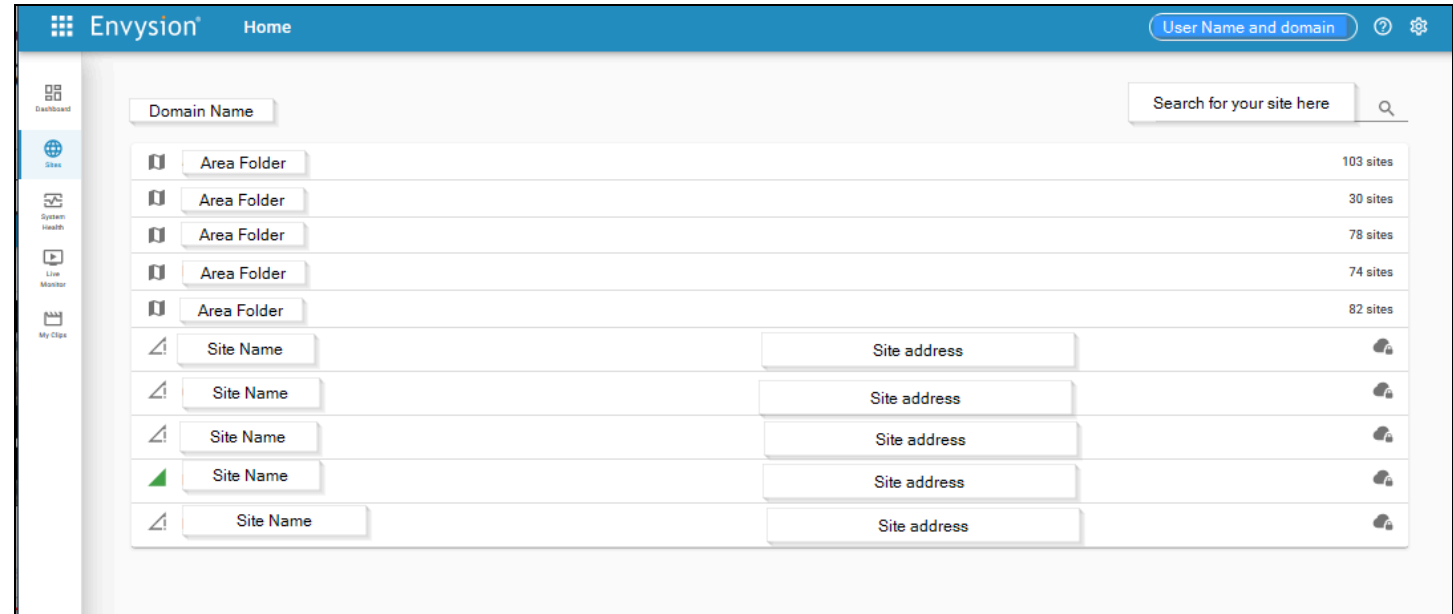 Envysion® Home User Name and domain
Dashboard
Sites
System
Health
Live
Monitor
My Clips
Domain Name
Search for your site here
Area Folder 103 sites
Area Folder 30 sites
Area Folder 78 sites
Area Folder 74 sites
Area Folder 82 sites
Site Name Site address
Site Name Site address
Site Name Site address
Site Name Site address
Site Name Site address